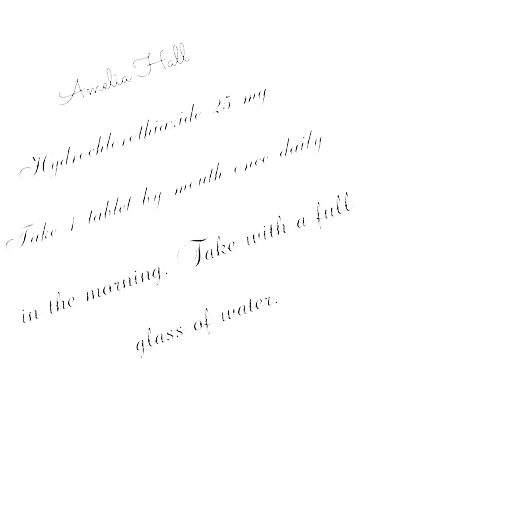 Amelia Hall
Hydrochlorothiazide 25 mg
Take 1 tablet by mouth once daily
in the morning. Take with a full
glass of water.